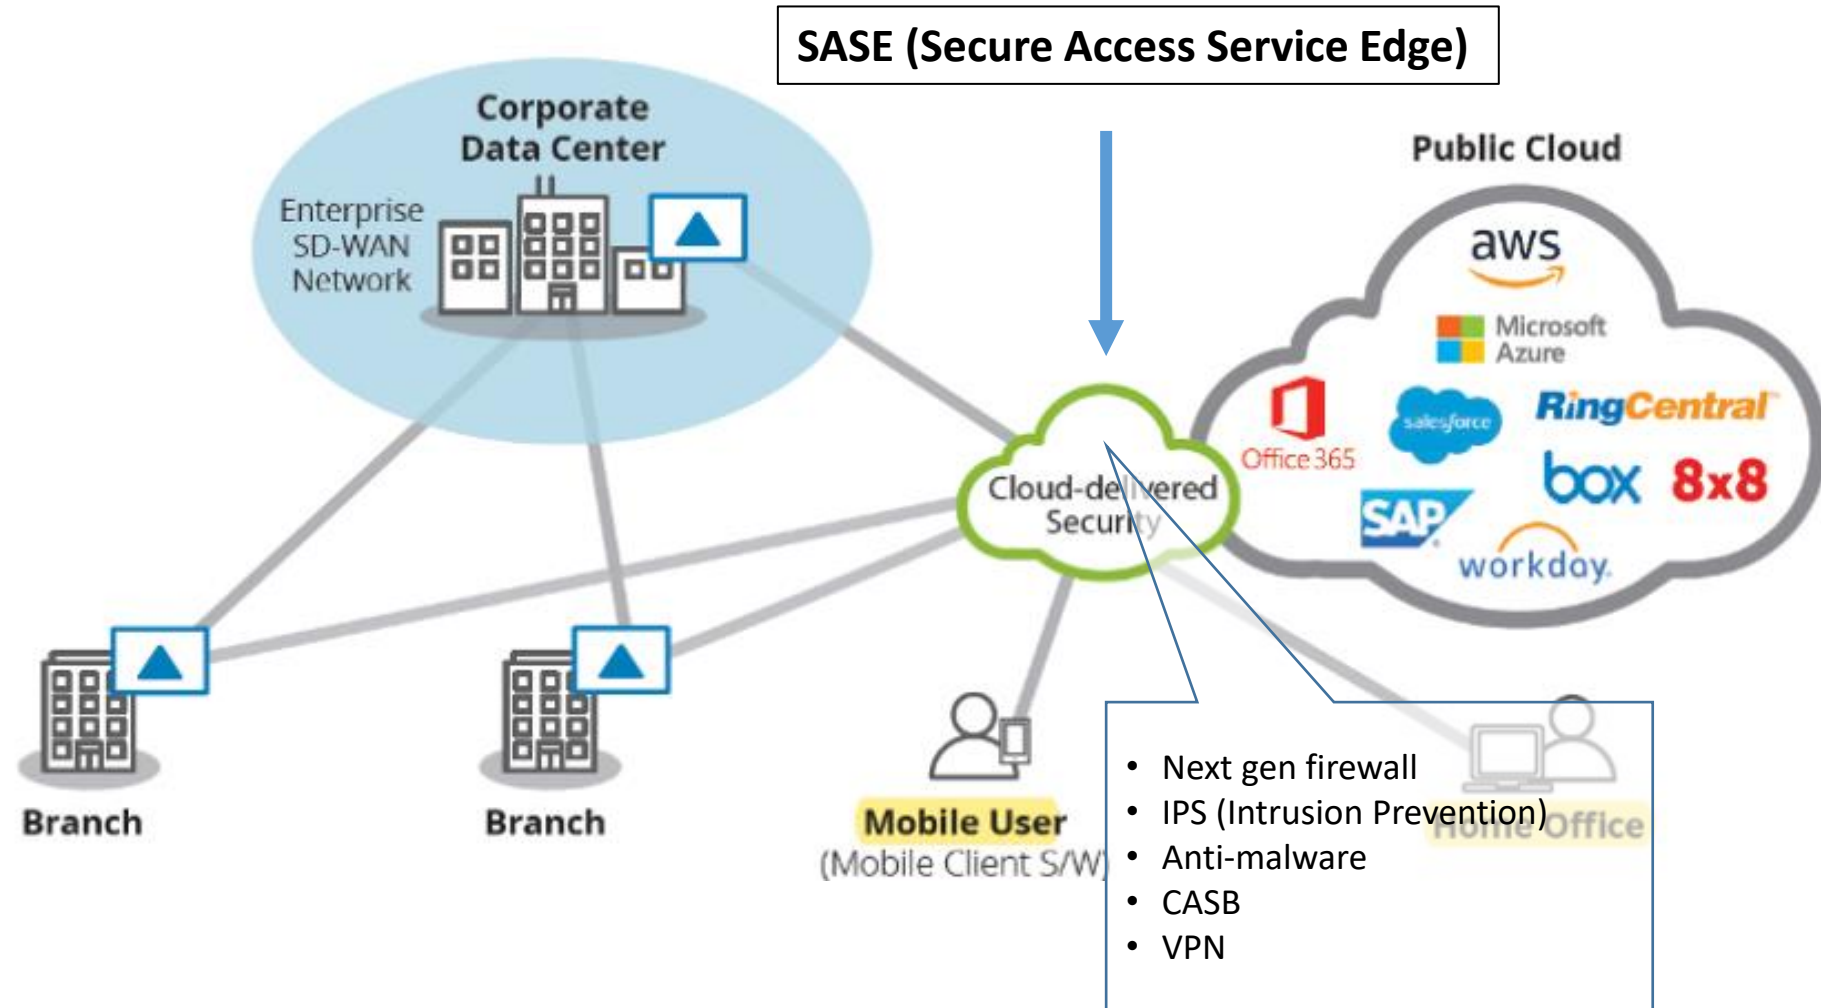 SASE (Secure Access Service Edge)
Corporate
Data Center
Enterprise
SD-WAN
Network
Public Cloud
aws
Microsoft
Azure
Office 365
salesforce
RingCentral
box
8x8
SAP
workday.
Cloud-delivered
Security
Branch
Branch
Mobile User
(Mobile Client S/W)
Home Office
• Next gen firewall
• IPS (Intrusion Prevention)
• Anti-malware
• CASB
• VPN